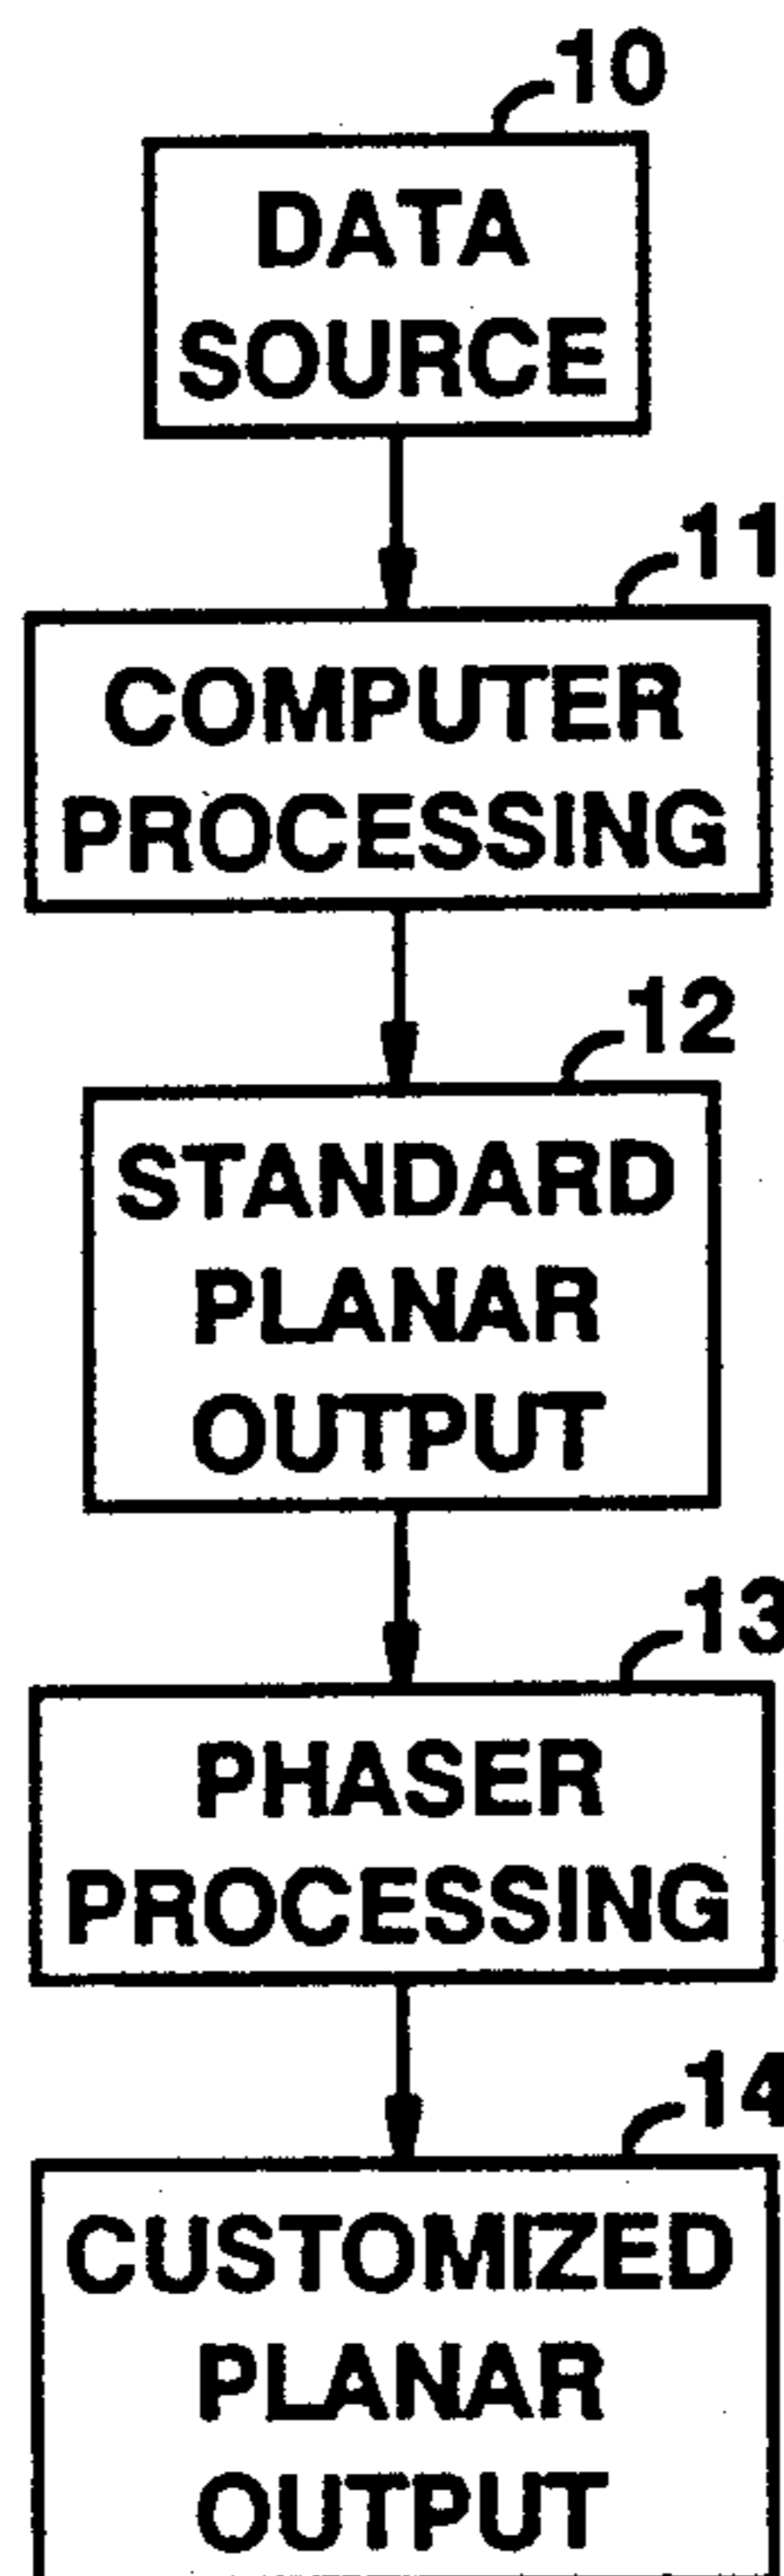 10
DATA
SOURCE
11
COMPUTER
PROCESSING
12
STANDARD
PLANAR
OUTPUT
13
PHASER
PROCESSING
14
CUSTOMIZED
PLANAR
OUTPUT